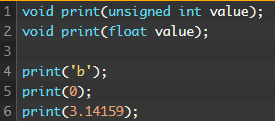 1 void print(unsigned int value);
2 void print(float value);
3
4 print('b');
5 print(0);
6 print(3.14159);